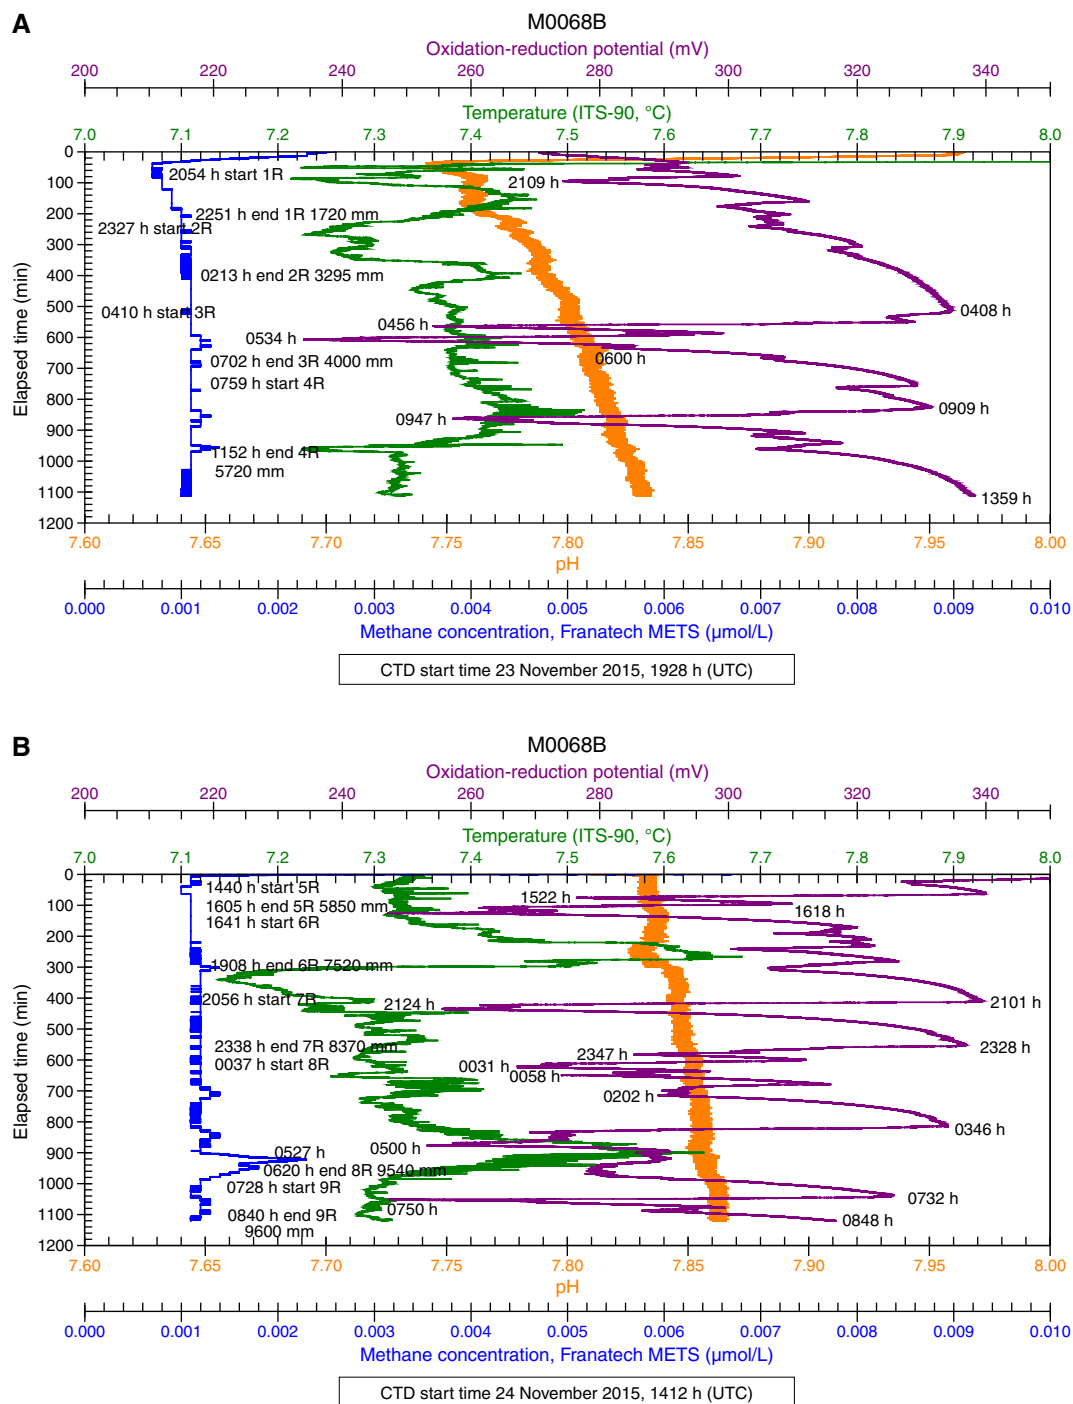 A
M0068B
Oxidation-reduction potential (mV)
200 220 240 260 280 300 320 340
Temperature (ITS-90, °C)
7.0 7.1 7.2 7.3 7.4 7.5 7.6 7.7 7.8 7.9 8.0
Elapsed time (min)
0
2054 h start 1R
100
2109 h
200
2251 h end 1R 1720 mm
2327 h start 2R
300
0213 h end 2R 3295 mm
400
0410 h start 3R
500
0408 h
0456 h
600
0534 h
0600 h
0702 h end 3R 4000 mm
700
0759 h start 4R
800
0909 h
0947 h
900
1152 h end 4R
1000
5720 mm
1100
1359 h
1200
7.60 7.65 7.70 7.75 7.80 7.85 7.90 7.95 8.00
pH
0.000 0.001 0.002 0.003 0.004 0.005 0.006 0.007 0.008 0.009 0.010
Methane concentration, Franatech METS (µmol/L)
CTD start time 23 November 2015, 1928 h (UTC)
B
M0068B
Oxidation-reduction potential (mV)
200 220 240 260 280 300 320 340
Temperature (ITS-90, °C)
7.0 7.1 7.2 7.3 7.4 7.5 7.6 7.7 7.8 7.9 8.0
Elapsed time (min)
0
1440 h start 5R
1522 h
100
1605 h end 5R 5850 mm
1618 h
1641 h start 6R
200
300
1908 h end 6R 7520 mm
400
2056 h start 7R
2124 h
2101 h
500
2338 h end 7R 8370 mm
2328 h
2347 h
600
0037 h start 8R
0031 h
0058 h
700
0202 h
800
0346 h
0500 h
900
0527 h
0620 h end 8R 9540 mm
1000
0728 h start 9R
0732 h
0750 h
1100
0840 h end 9R
0848 h
9600 mm
1200
7.60 7.65 7.70 7.75 7.80 7.85 7.90 7.95 8.00
pH
0.000 0.001 0.002 0.003 0.004 0.005 0.006 0.007 0.008 0.009 0.010
Methane concentration, Franatech METS (µmol/L)
CTD start time 24 November 2015, 1412 h (UTC)